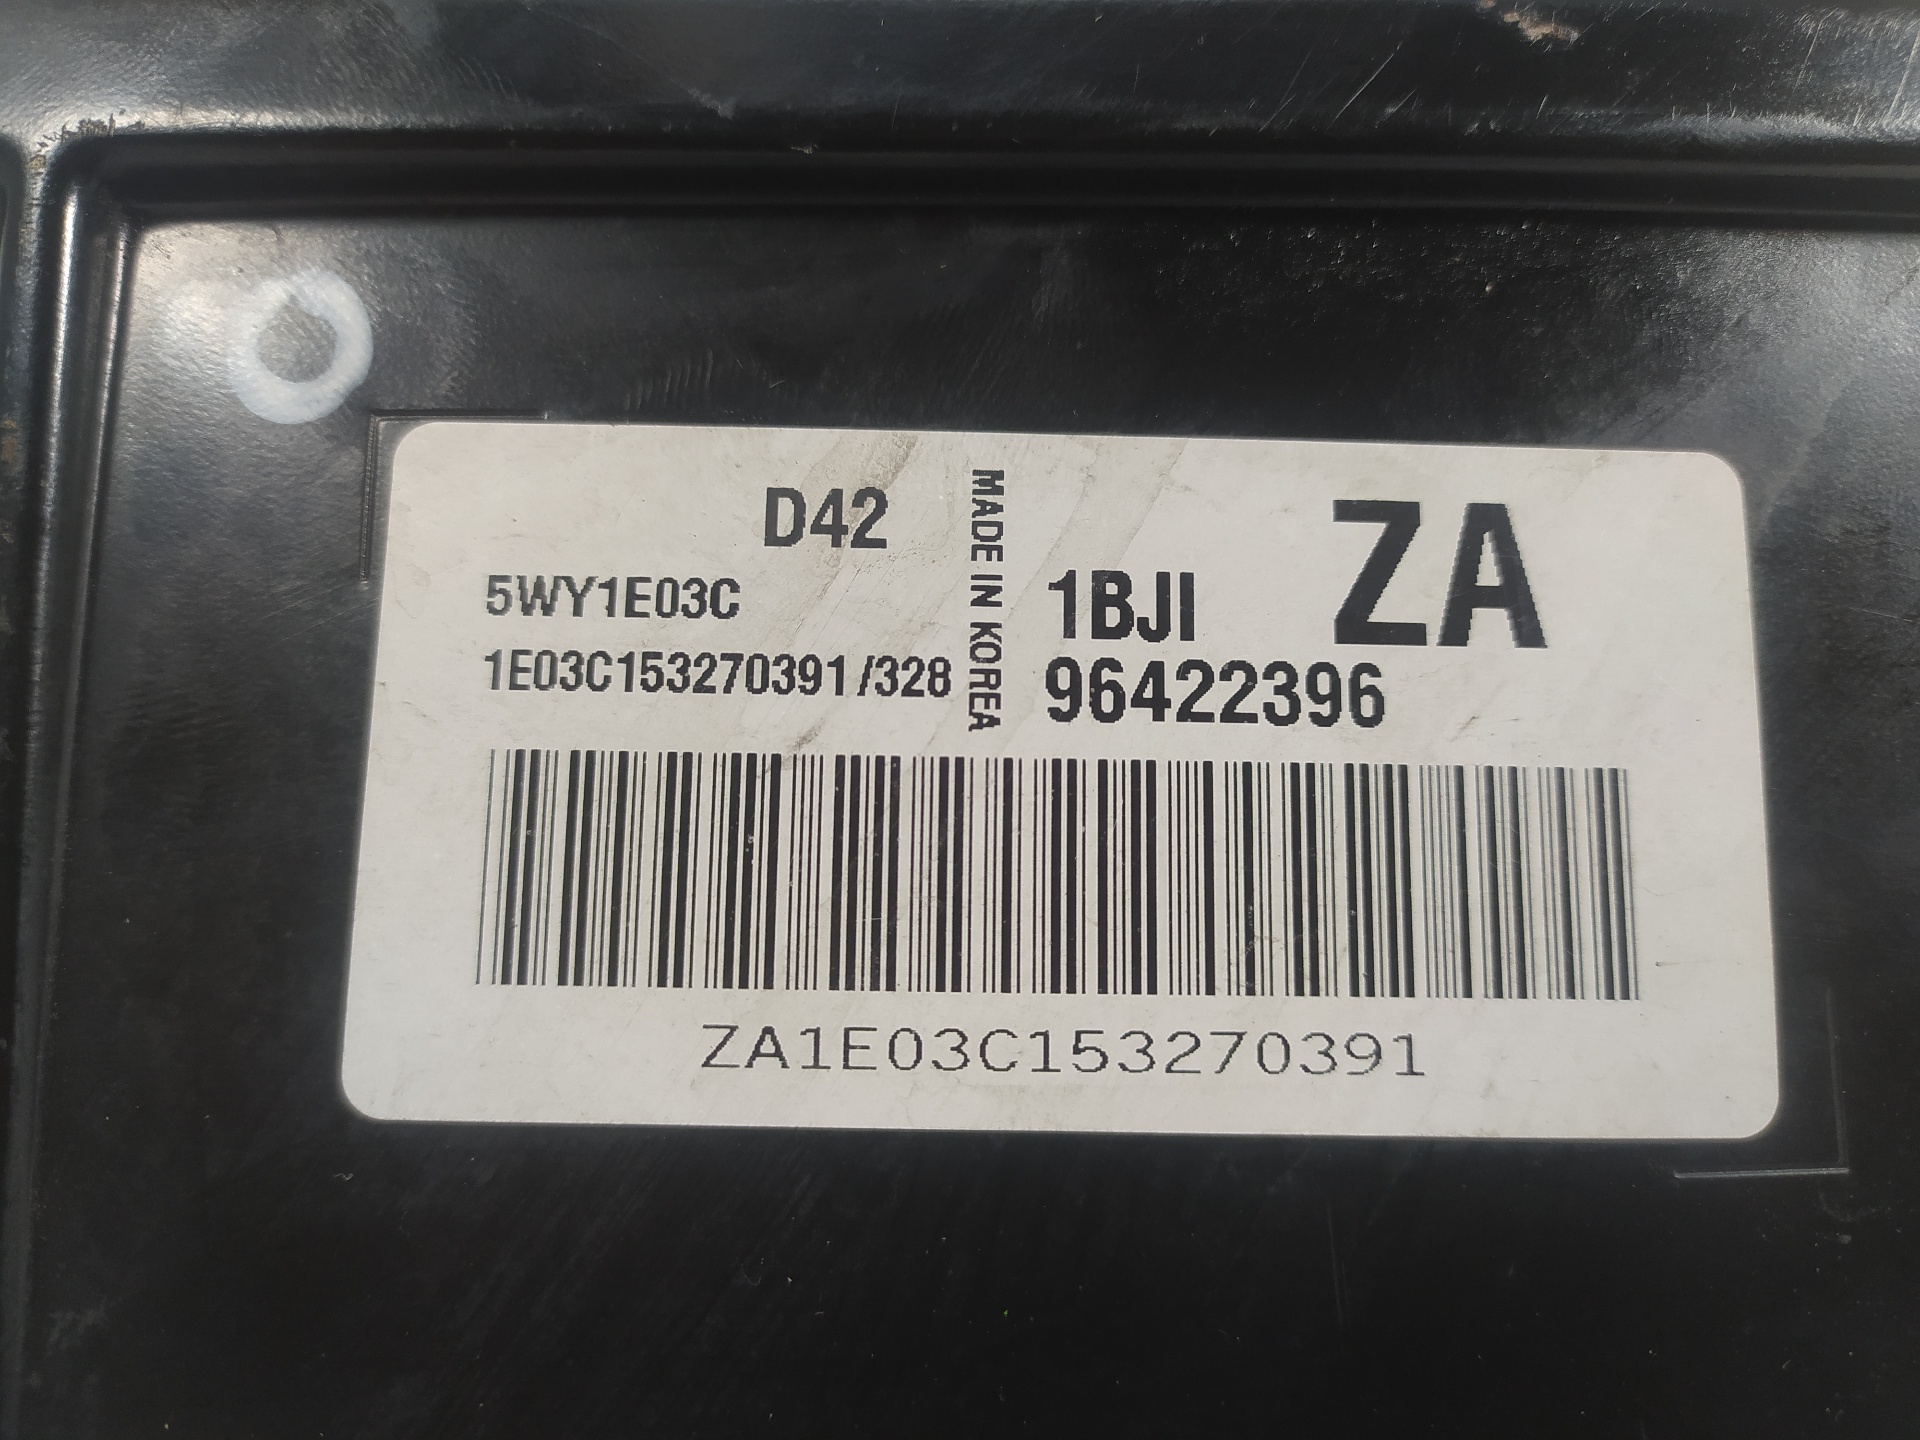 D42
5WY1E03C
1E03C153270391/328
MADE IN KOREA
ZA
1BJI
96422396
ZA1E03C153270391